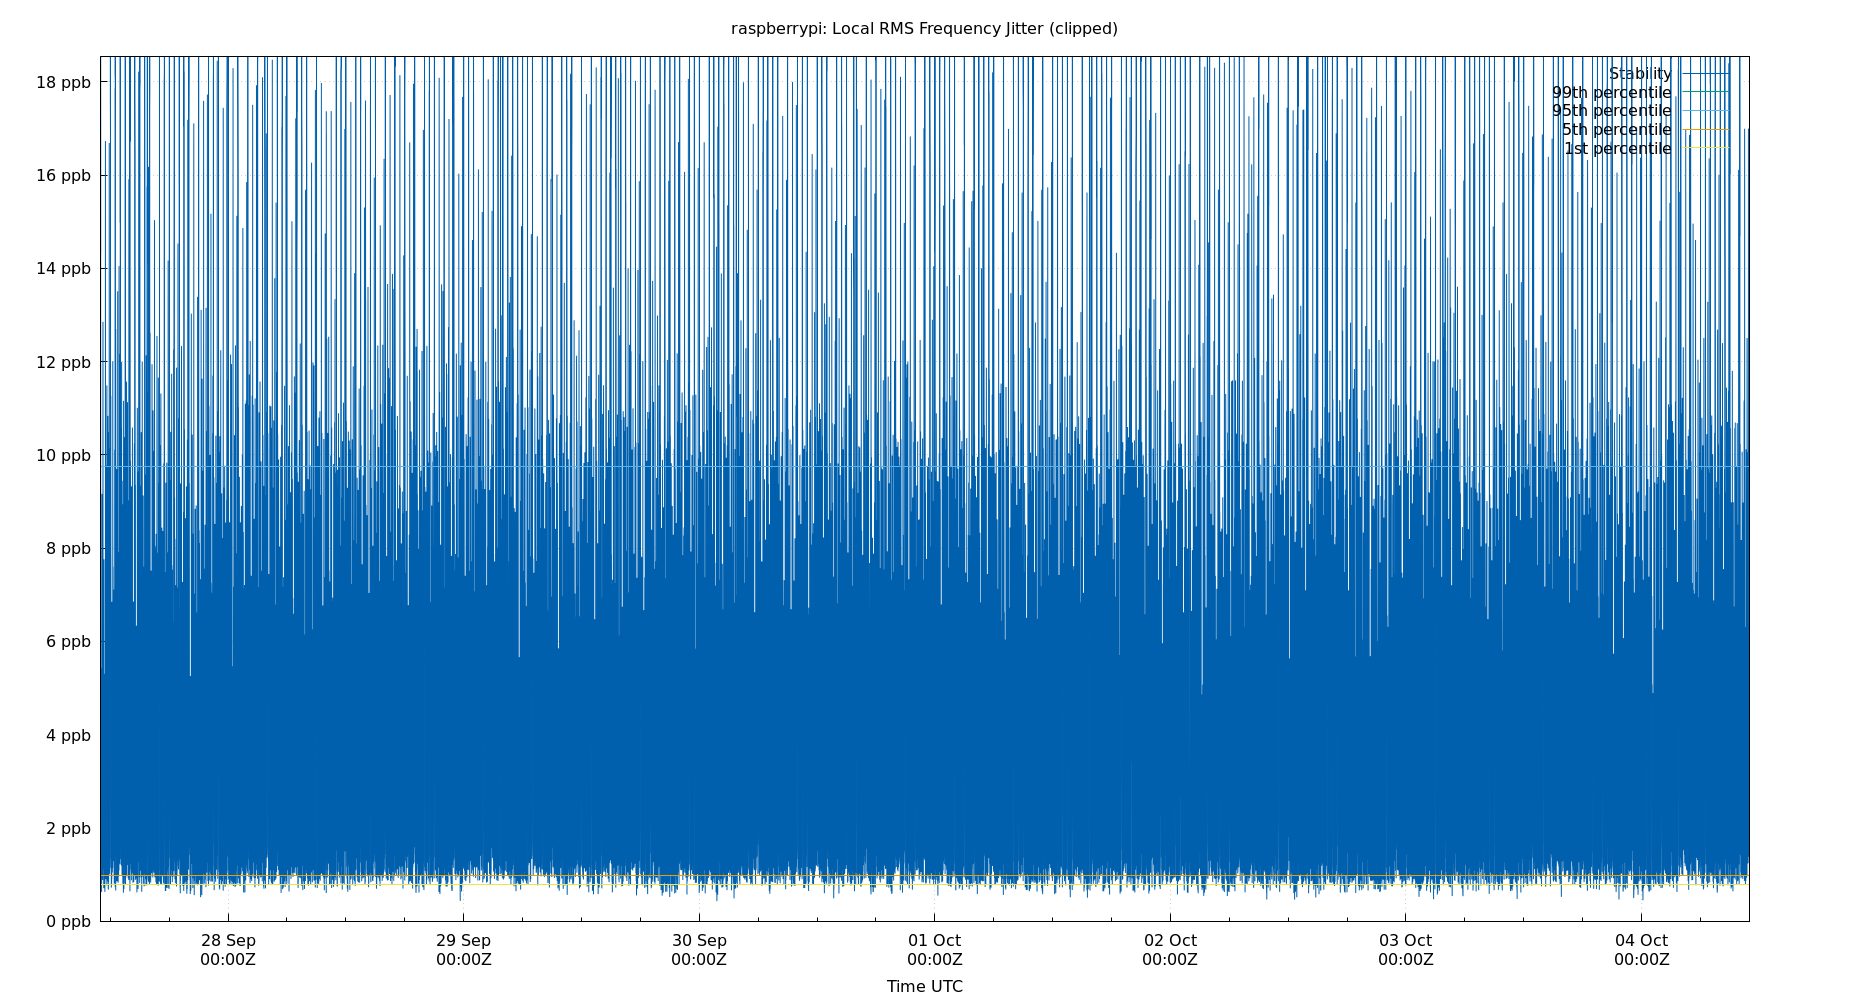 raspberrypi: Local RMS Frequency Jitter (clipped)
18 ppb
16 ppb
14 ppb
12 ppb
10 ppb
8 ppb
6 ppb
4 ppb
2 ppb
0 ppb
Stability
99th percentile
95th percentile
5th percentile
1st percentile
28 Sep
00:00Z
29 Sep
00:00Z
30 Sep
00:00Z
01 Oct
00:00Z
02 Oct
00:00Z
03 Oct
00:00Z
04 Oct
00:00Z
Time UTC